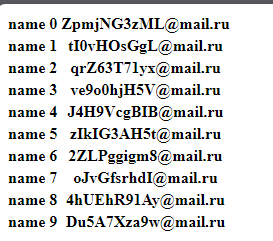 name 0 ZpmjNG3zML@mail.ru
name 1 tI0vHOsGgL@mail.ru
name 2 qrZ63T71yx@mail.ru
name 3 ve9o0hjH5V@mail.ru
name 4 J4H9VcgBIB@mail.ru
name 5 zIkIG3AH5t@mail.ru
name 6 2ZLPggigm8@mail.ru
name 7 oJvGfsrhdI@mail.ru
name 8 4hUEhR91Ay@mail.ru
name 9 Du5A7Xza9w@mail.ru